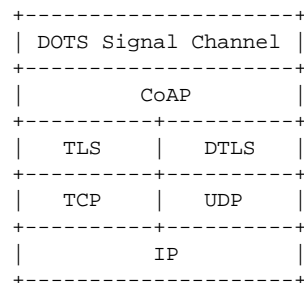 +---------------------+
| DOTS Signal Channel |
+---------------------+
|         CoAP        |
+----------+----------+
|   TLS    |   DTLS   |
+----------+----------+
|   TCP    |   UDP    |
+----------+----------+
|          IP         |
+---------------------+